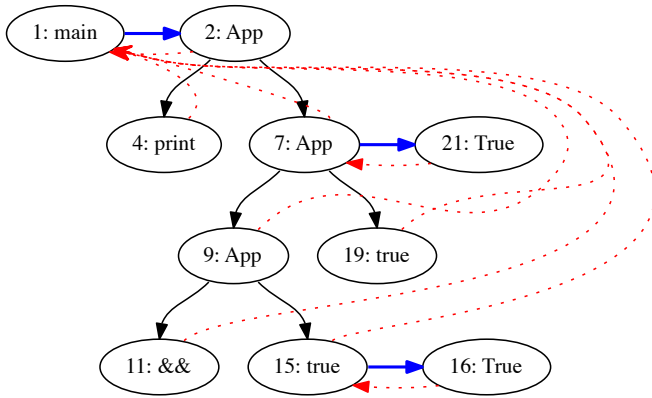 1: main
2: App
4: print
7: App
21: True
9: App
19: true
11: &&
15: true
16: True